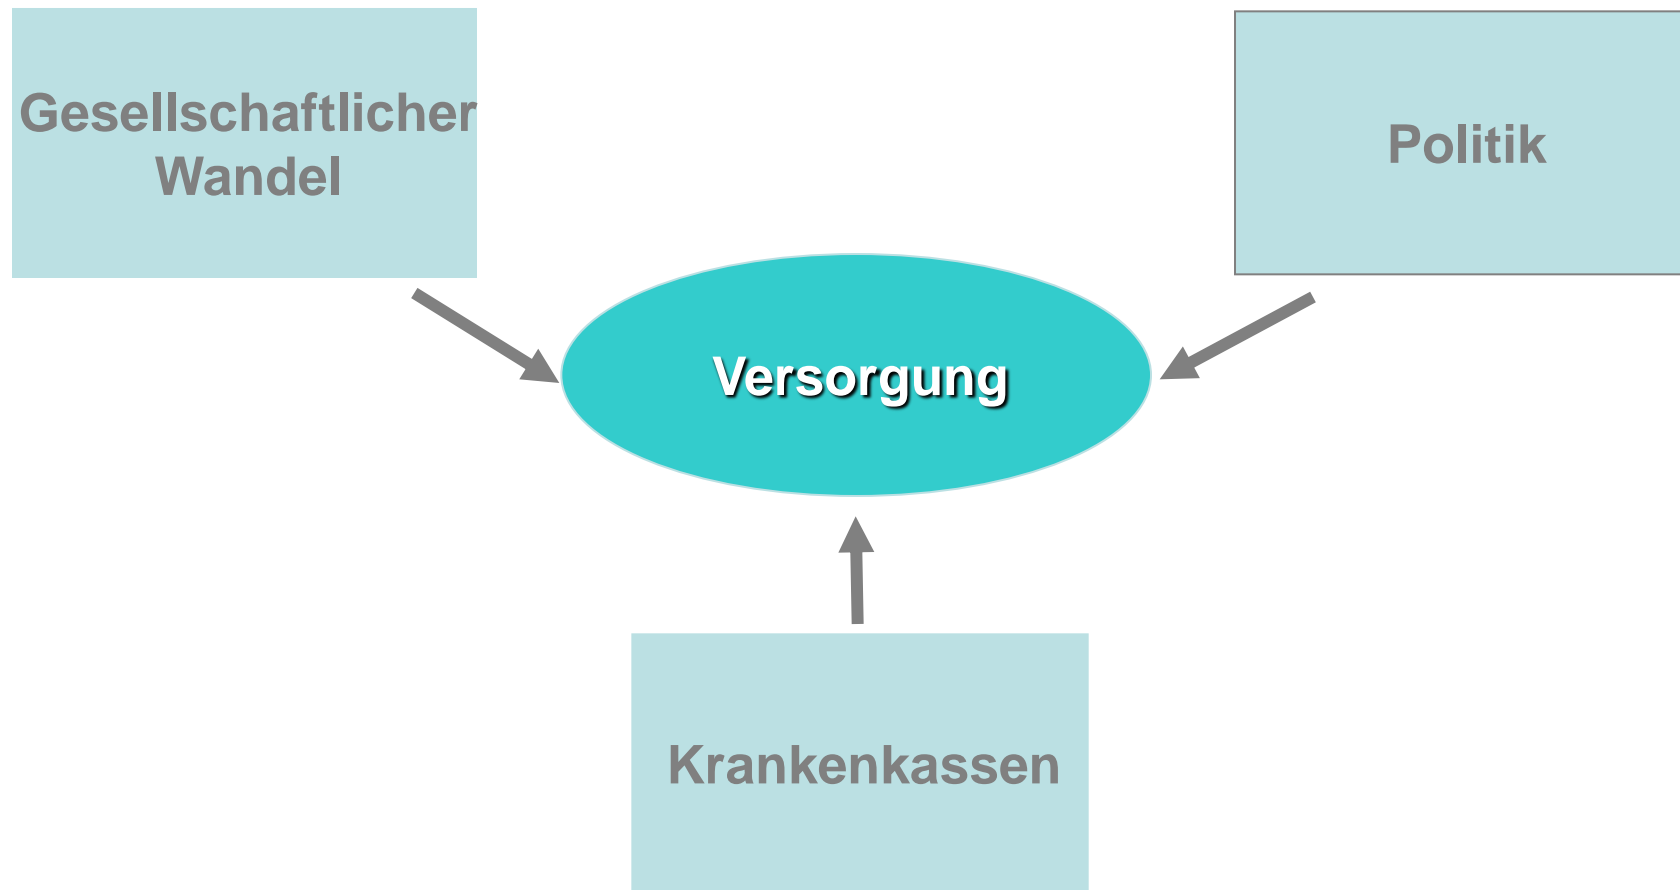 Gesellschaftlicher
Wandel
Politik
Versorgung
Krankenkassen